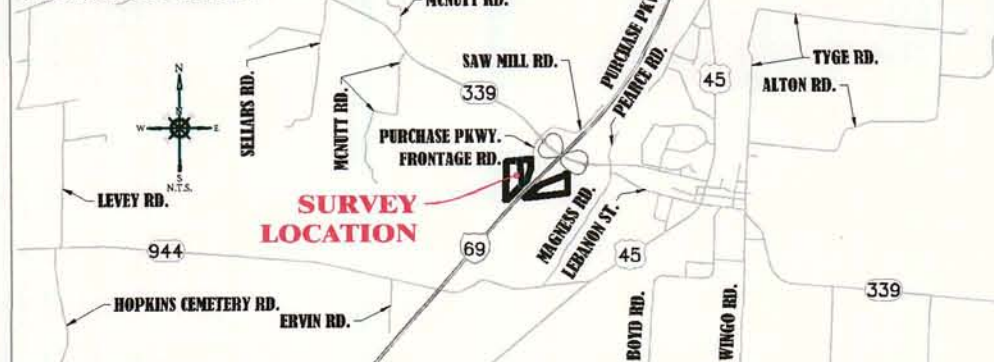 MCNUTT RD.
SELLARS RD.
MCNUTT RD.
SAW MILL RD.
339
PURCHASE PKWY.
PEARCE RD.
45
TYGE RD.
ALTON RD.
N
N
W
E
S
N.T.S.
PURCHASE PKWY.
FRONTAGE RD.
LEVEY RD.
SURVEY
LOCATION
MAGNESS RD.
LEBANON ST.
944
69
45
339
HOPKINS CEMETERY RD.
ERVIN RD.
BOYD RD.
WINGO RD.